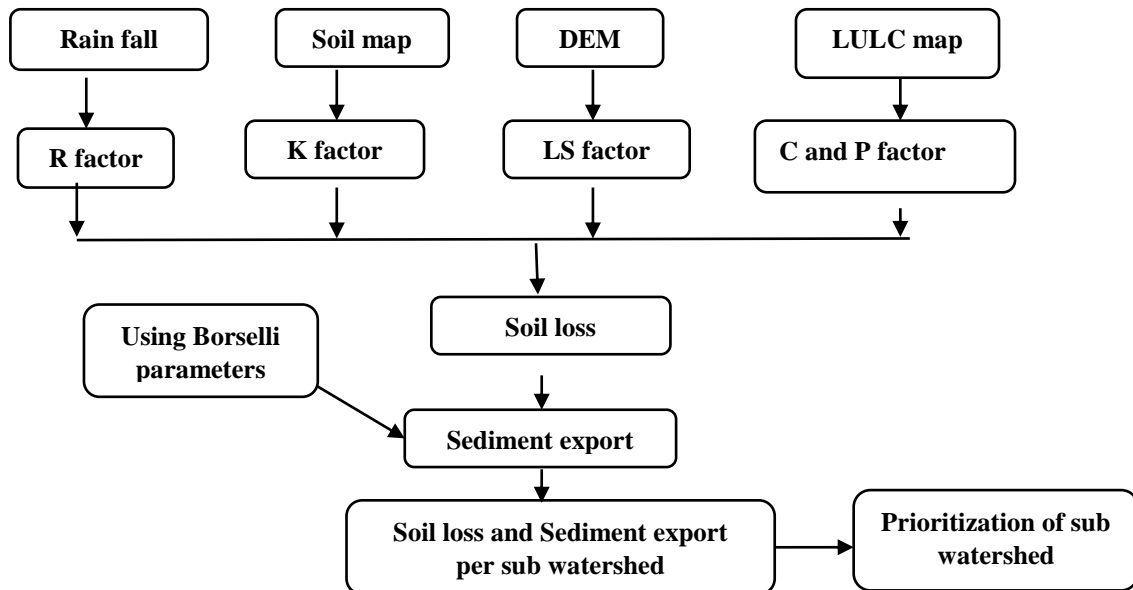 Rain fall
Soil map
DEM
LULC map
R factor
K factor
LS factor
C and P factor
Soil loss
Using Borselli
parameters
Sediment export
Soil loss and Sediment export
per sub watershed
Prioritization of sub
watershed